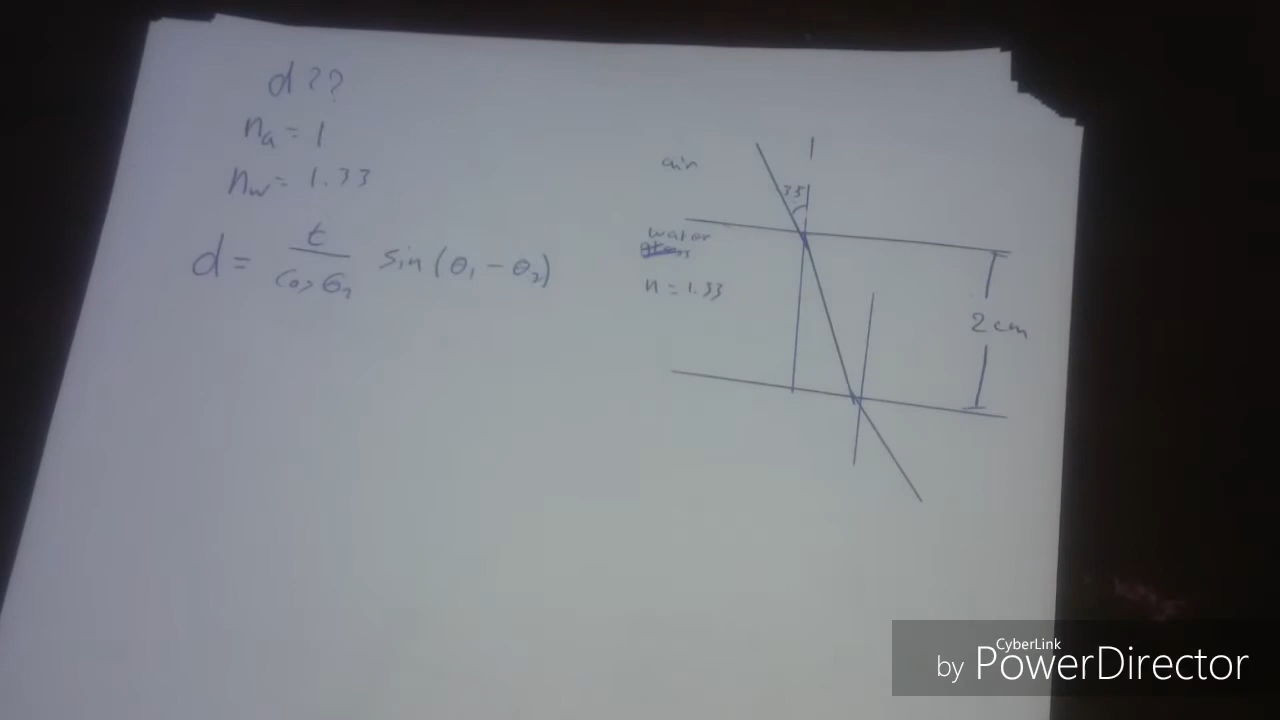 d ??
na = 1
nw = 1.33
d = t / cos θ2 sin (θ1 - θ2)
air
35
water
n = 1.33
2 cm
CyberLink
by PowerDirector